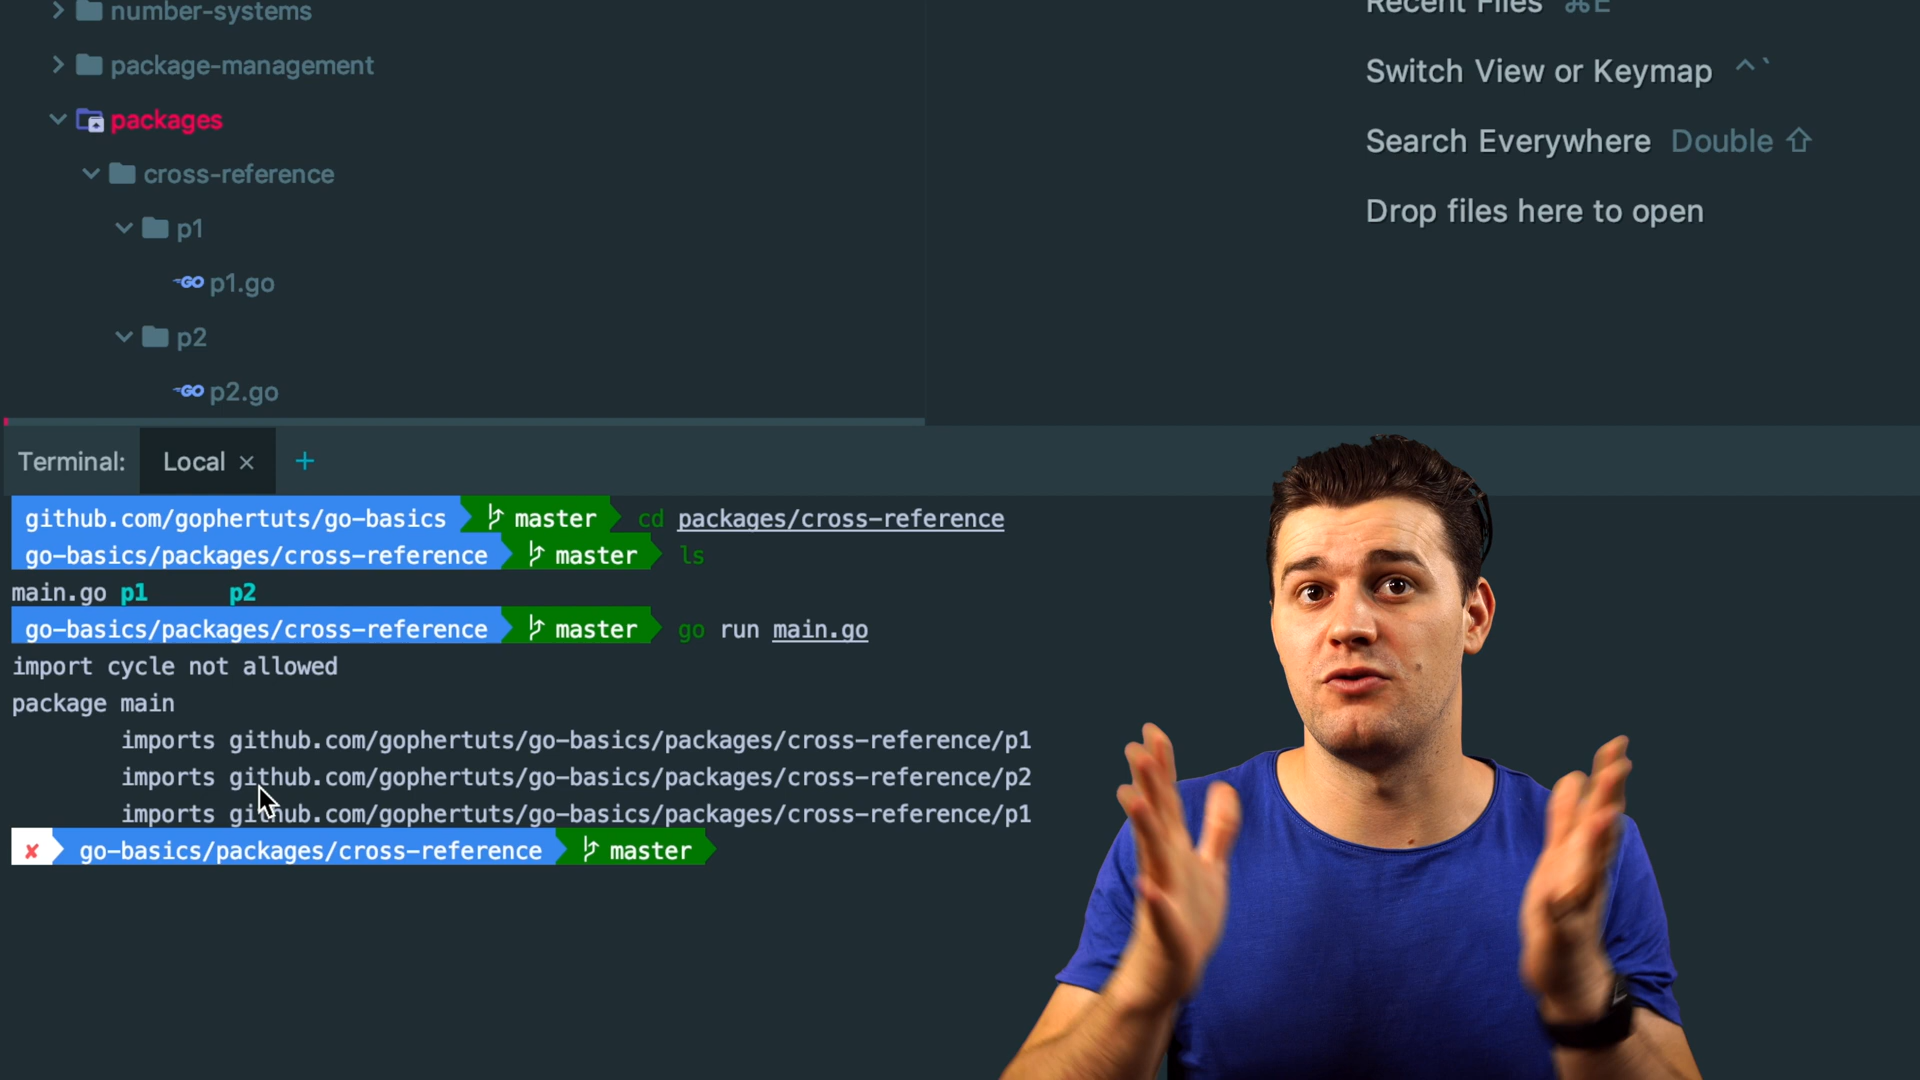 number-systems
package-management
packages
cross-reference
p1
GO p1.go
p2
GO p2.go
Recent Files ⌘E
Switch View or Keymap ^`
Search Everywhere Double ⇧
Drop files here to open
Terminal: Local × +
github.com/gophertuts/go-basics master cd packages/cross-reference
go-basics/packages/cross-reference master ls
main.go p1 p2
go-basics/packages/cross-reference master go run main.go
import cycle not allowed
package main
imports github.com/gophertuts/go-basics/packages/cross-reference/p1
imports github.com/gophertuts/go-basics/packages/cross-reference/p2
imports github.com/gophertuts/go-basics/packages/cross-reference/p1
✘ go-basics/packages/cross-reference master